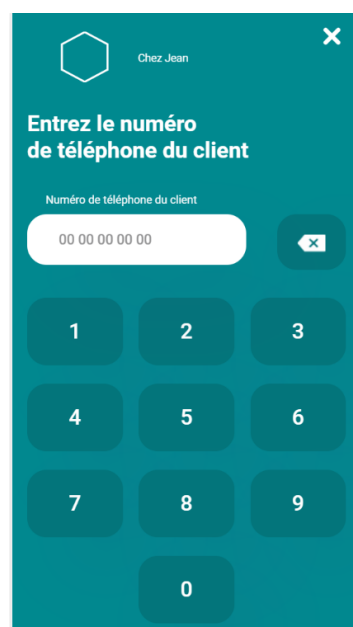 Chez Jean
Entrez le numéro
de téléphone du client
Numéro de téléphone du client
00 00 00 00 00
1 2 3
4 5 6
7 8 9
0